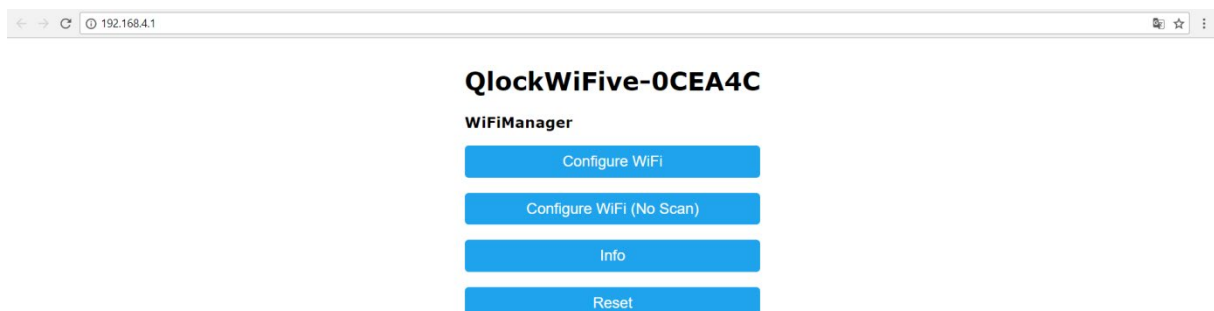 192.168.4.1
QlockWiFive-0CEA4C
WiFiManager
Configure WiFi
Configure WiFi (No Scan)
Info
Reset